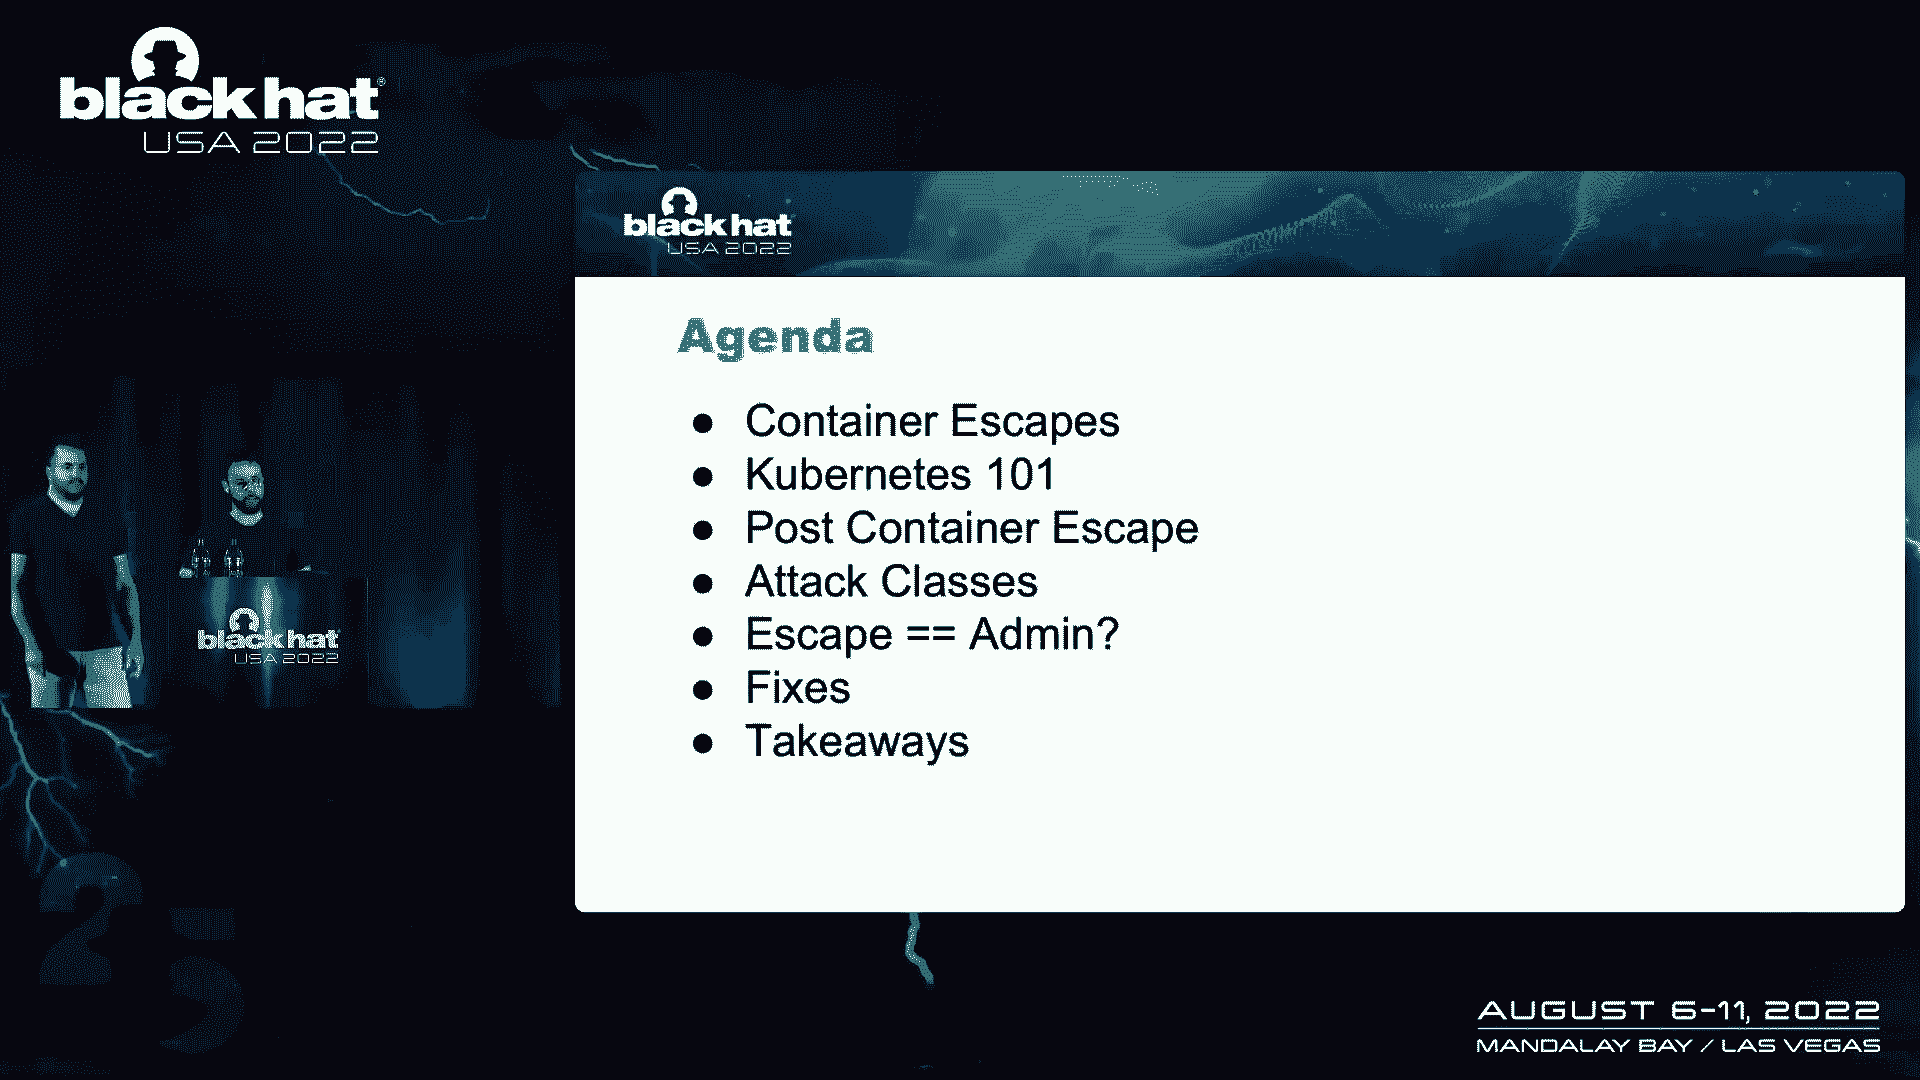 black hat®
USA 2022
black hat
USA 2022
Agenda
● Container Escapes
● Kubernetes 101
● Post Container Escape
● Attack Classes
● Escape == Admin?
● Fixes
● Takeaways
black hat
USA 2022
25
AUGUST 6-11, 2022
MANDALAY BAY / LAS VEGAS